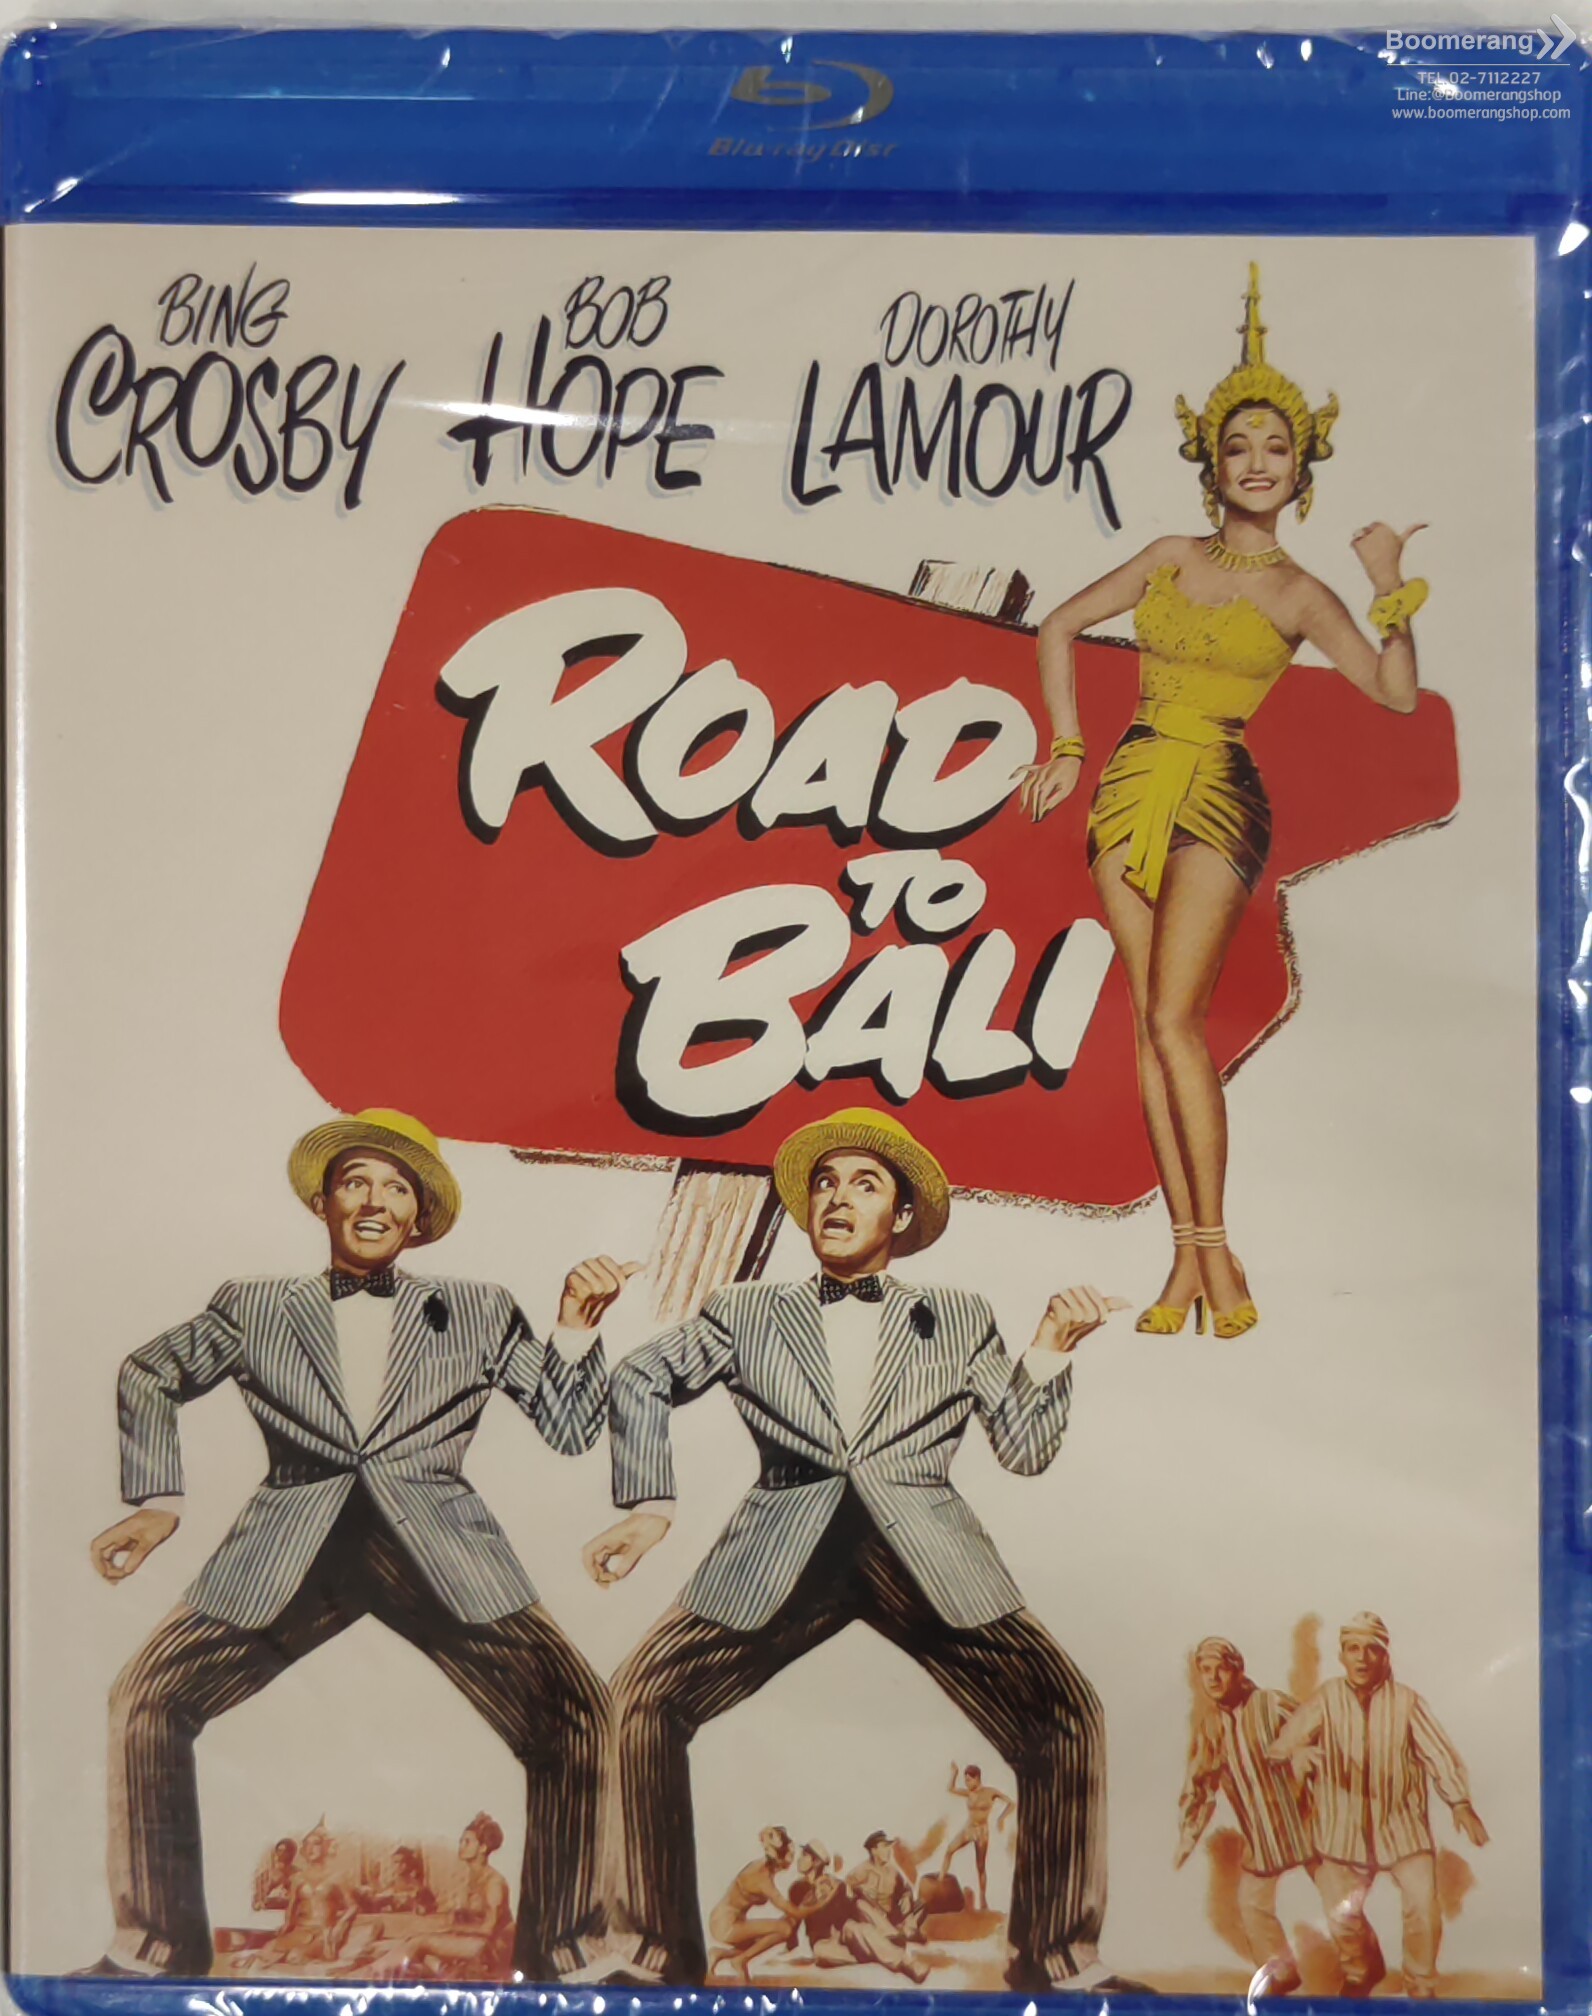 Boomerang
TEL.02-7112227
Line:@Boomerangshop
www.boomerangshop.com
Blu-ray Disc
BING CROSBY
BOB HOPE
DOROTHY LAMOUR
ROAD
TO
BALI